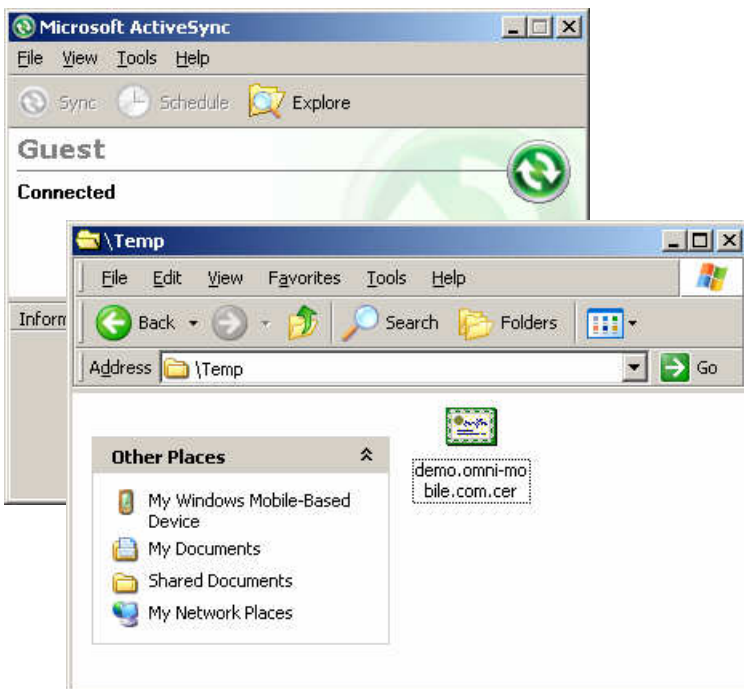 Microsoft ActiveSync
File View Tools Help
Sync Schedule Explore
Guest
Connected
Inform
\Temp
File Edit View Favorites Tools Help
Back Search Folders
Address \Temp Go
Other Places
My Windows Mobile-Based
Device
My Documents
Shared Documents
My Network Places
demo.omni-mo
bile.com.cer